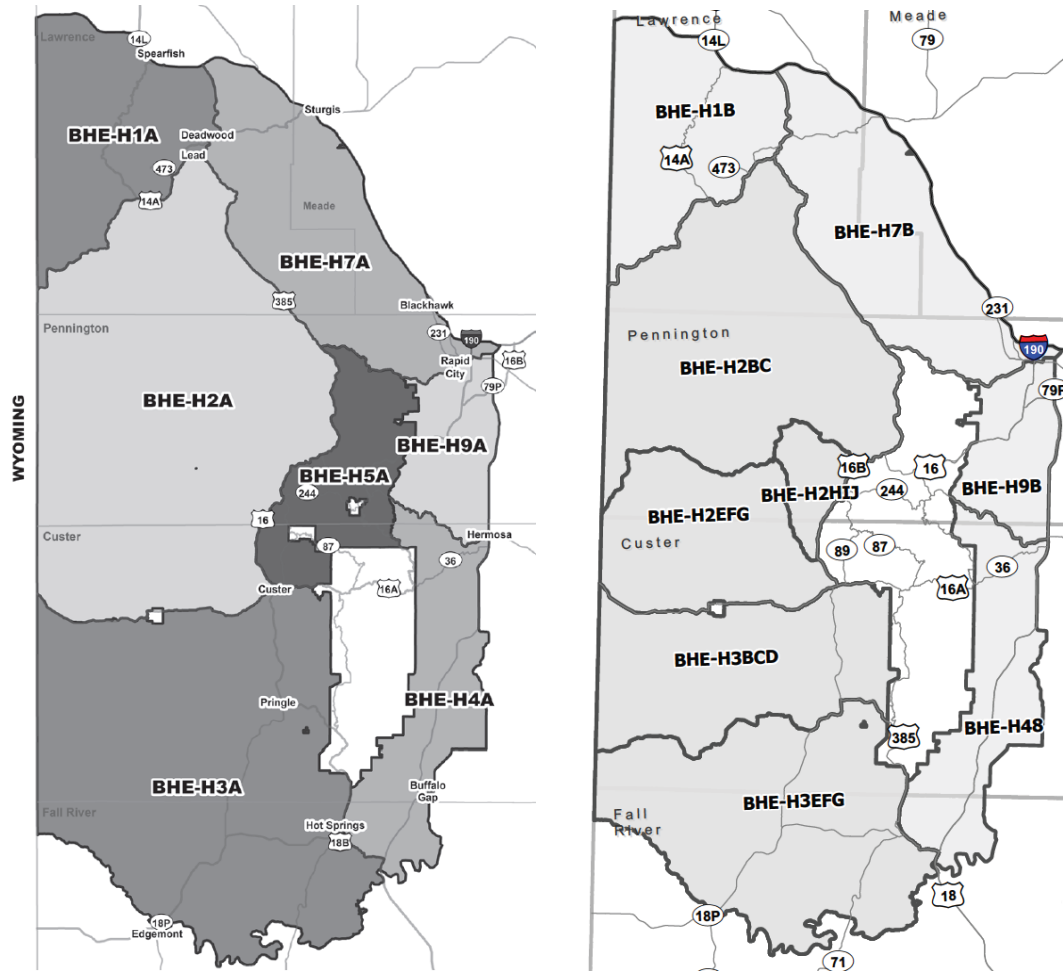 Lawrence
14L
Spearfish
Sturgis
BHE-H1A
Deadwood
Lead
473
14A
Meade
BHE-H7A
385
Blackhawk
Pennington
231
190
Rapid
City
16B
79P
WYOMING
BHE-H2A
BHE-H9A
BHE-H5A
244
16
Custer
Hermosa
87
36
Custer
16A
BHE-H4A
Pringle
BHE-H3A
Buffalo
Gap
Fall River
Hot Springs
18B
18P
Edgemont
Lawrence
Meade
14L
79
BHE-H1B
14A
473
BHE-H7B
231
Pennington
190
BHE-H2BC
79P
16B
16
244
BHE-H2HIJ
BHE-H9B
BHE-H2EFG
Custer
89
87
36
16A
BHE-H3BCD
BHE-H48
385
BHE-H3EFG
Fall
River
18
18P
71